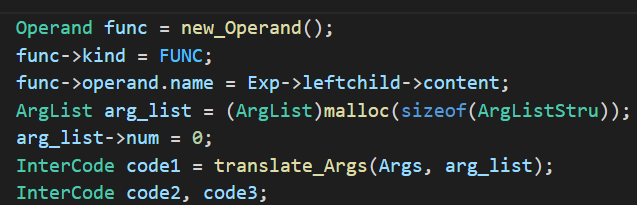 Operand func = new_Operand();
func->kind = FUNC;
func->operand.name = Exp->leftchild->content;
ArgList arg_list = (ArgList)malloc(sizeof(ArgListStru));
arg_list->num = 0;
InterCode code1 = translate_Args(Args, arg_list);
InterCode code2, code3;